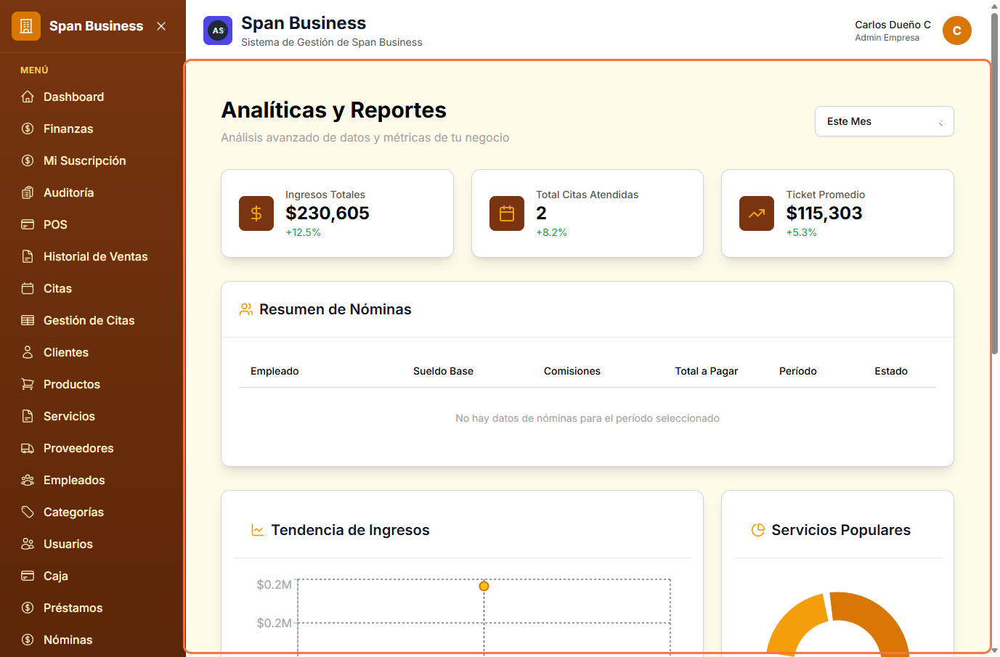 Span Business
MENÚ
Dashboard
Finanzas
Mi Suscripción
Auditoría
POS
Historial de Ventas
Citas
Gestión de Citas
Clientes
Productos
Servicios
Proveedores
Empleados
Categorías
Usuarios
Caja
Préstamos
Nóminas
AS
Span Business
Sistema de Gestión de Span Business
Carlos Dueño C
Admin Empresa
C
Analíticas y Reportes
Análisis avanzado de datos y métricas de tu negocio
Este Mes
Ingresos Totales
$230,605
+12.5%
Total Citas Atendidas
2
+8.2%
Ticket Promedio
$115,303
+5.3%
Resumen de Nóminas
Empleado Sueldo Base Comisiones Total a Pagar Período Estado
No hay datos de nóminas para el período seleccionado
Tendencia de Ingresos
$0.2M
$0.2M
Servicios Populares